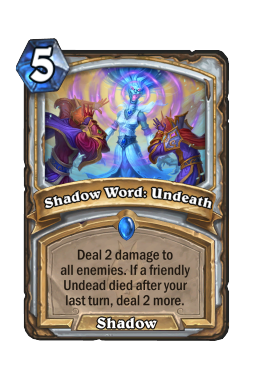 5
Shadow Word: Undeath
Deal 2 damage to
all enemies. If a friendly
Undead died after your
last turn, deal 2 more.
Shadow